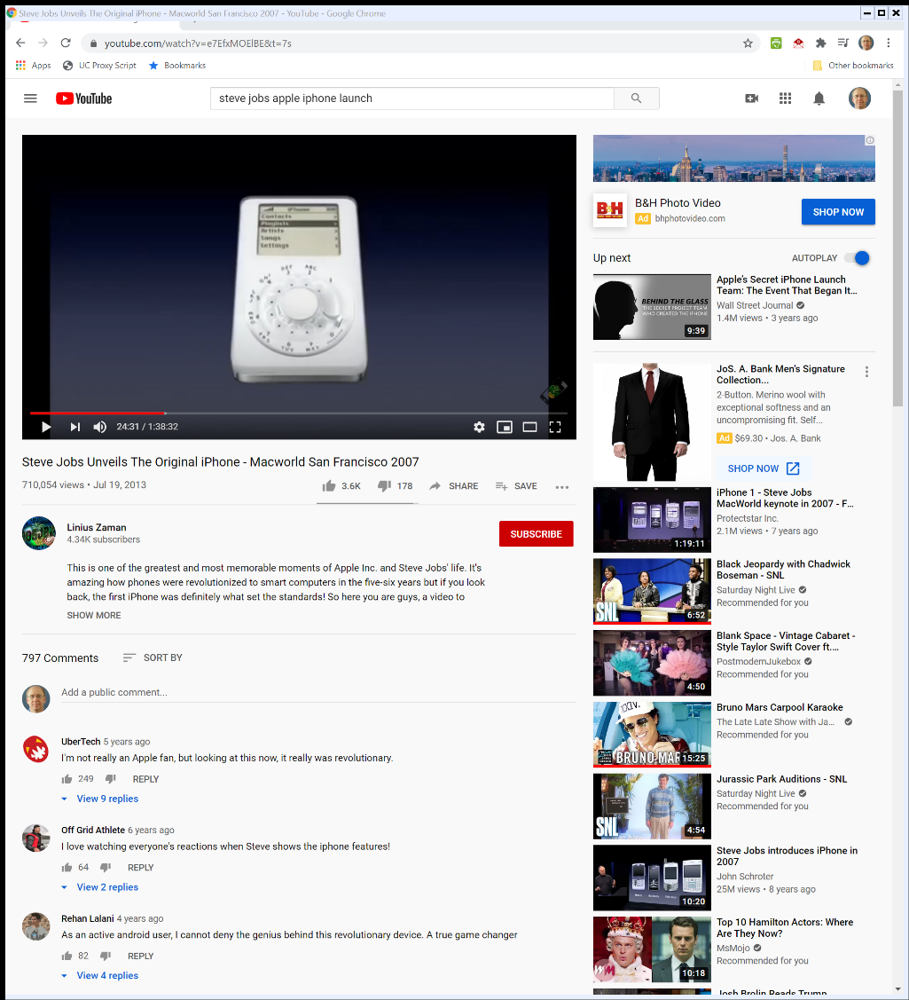 Steve Jobs Unveils The Original iPhone - Macworld San Francisco 2007 - YouTube - Google Chrome
youtube.com/watch?v=e7EfxMOElBE&t=7s
Apps UC Proxy Script Bookmarks Other bookmarks
YouTube
steve jobs apple iphone launch
iPhone
Contacts
Playlists
Artists
Songs
Settings
24:31 / 1:38:32
Steve Jobs Unveils The Original iPhone - Macworld San Francisco 2007
710,054 views • Jul 19, 2013
3.6K 178 SHARE SAVE
Linius Zaman
4.34K subscribers
SUBSCRIBE
This is one of the greatest and most memorable moments of Apple Inc. and Steve Jobs' life. It's
amazing how phones were revolutionized to smart computers in the five-six years but if you look
back, the first iPhone was definitely what set the standards! So here you are guys, a video to
SHOW MORE
797 Comments SORT BY
Add a public comment...
UberTech 5 years ago
I'm not really an Apple fan, but looking at this now, it really was revolutionary.
249 REPLY
View 9 replies
Off Grid Athlete 6 years ago
I love watching everyone's reactions when Steve shows the iphone features!
64 REPLY
View 2 replies
Rehan Lalani 4 years ago
As an active android user, I cannot deny the genius behind this revolutionary device. A true game changer
82 REPLY
View 4 replies
B&H
B&H Photo Video
Ad bhphotovideo.com
SHOP NOW
Up next
AUTOPLAY
BEHIND THE GLASS
THE SECRET PROJECT TEAM
WHO CREATED THE IPHONE
9:39
Apple's Secret iPhone Launch
Team: The Event That Began It...
Wall Street Journal
1.4M views • 3 years ago
JoS. A. Bank Men's Signature
Collection...
2-Button. Merino wool with
exceptional softness and an
uncompromising fit. Self...
Ad $69.30 • Jos. A. Bank
SHOP NOW
1:19:11
iPhone 1 - Steve Jobs
MacWorld keynote in 2007 - F...
Protectstar Inc.
2.1M views • 7 years ago
SNL
6:52
Black Jeopardy with Chadwick
Boseman - SNL
Saturday Night Live
Recommended for you
4:50
Blank Space - Vintage Cabaret -
Style Taylor Swift Cover ft....
PostmodernJukebox
Recommended for you
XXIV.
BRUNO MAR
15:25
Bruno Mars Carpool Karaoke
The Late Late Show with Ja...
Recommended for you
SNL
4:54
Jurassic Park Auditions - SNL
Saturday Night Live
Recommended for you
10:20
Steve Jobs introduces iPhone in
2007
John Schroter
25M views • 8 years ago
10:18
Top 10 Hamilton Actors: Where
Are They Now?
MsMojo
Recommended for you
Josh Brolin Reads Trump